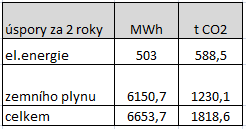 úspory za 2 roky MWh t CO2
el.energie 503 588,5
zemního plynu 6150,7 1230,1
celkem 6653,7 1818,6